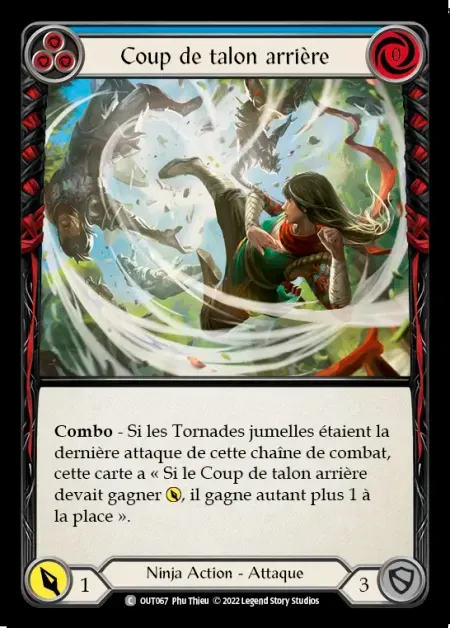 Coup de talon arrière
0
Combo - Si les Tornades jumelles étaient la
dernière attaque de cette chaîne de combat,
cette carte a « Si le Coup de talon arrière
devait gagner , il gagne autant plus 1 à
la place ».
1
Ninja Action - Attaque
3
C OUT067 Phu Thieu © 2022 Legend Story Studios